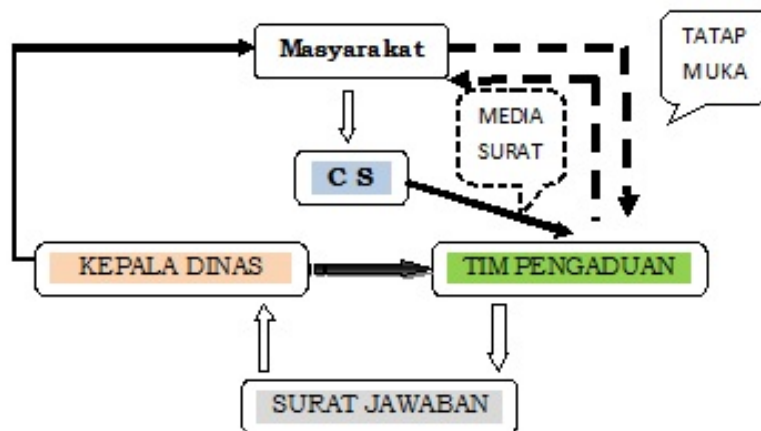 Masyarakat
TATAP
MUKA
MEDIA
SURAT
C S
KEPALA DINAS
TIM PENGADUAN
SURAT JAWABAN